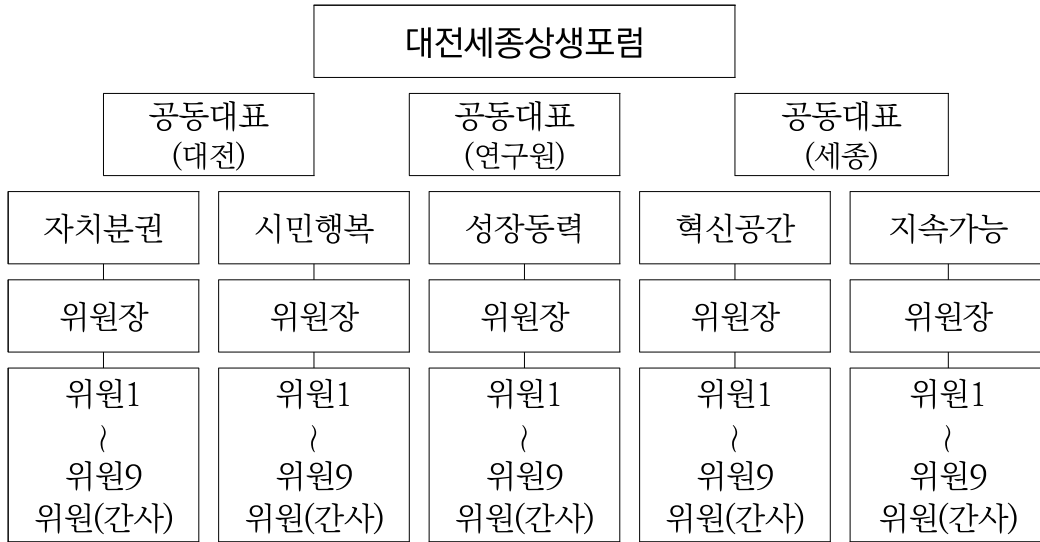 대전세종상생포럼
공동대표 공동대표 공동대표
(대전) (연구원) (세종)
자치분권 시민행복 성장동력 혁신공간 지속가능
위원장 위원장 위원장 위원장 위원장
위원1 위원1 위원1 위원1 위원1
~ ~ ~ ~ ~
위원9 위원9 위원9 위원9 위원9
위원(간사) 위원(간사) 위원(간사) 위원(간사) 위원(간사)